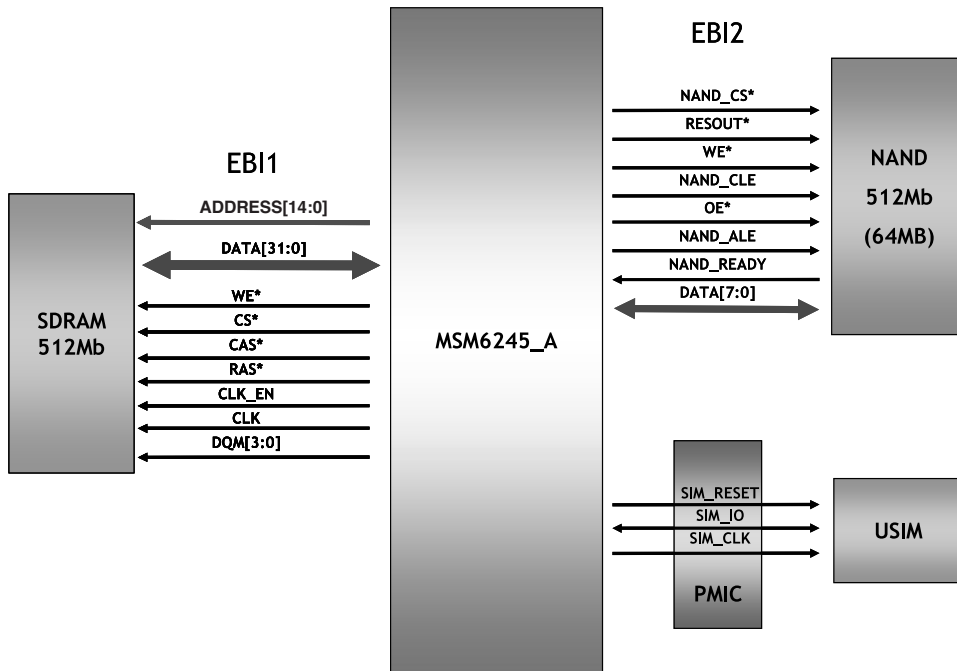 EBI1
SDRAM
512Mb
ADDRESS[14:0]
DATA[31:0]
WE*
CS*
CAS*
RAS*
CLK_EN
CLK
DQM[3:0]
MSM6245_A
EBI2
NAND_CS*
RESOUT*
WE*
NAND_CLE
OE*
NAND_ALE
NAND_READY
DATA[7:0]
NAND
512Mb
(64MB)
SIM_RESET
SIM_IO
SIM_CLK
PMIC
USIM